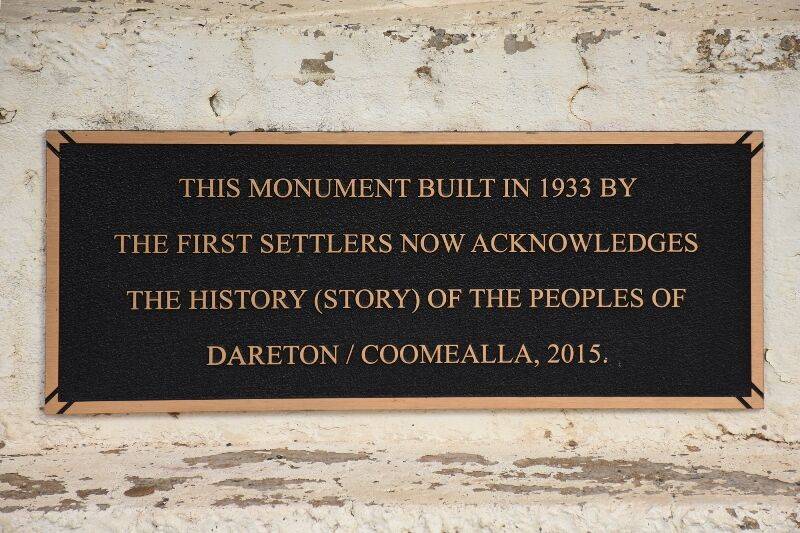 THIS MONUMENT BUILT IN 1933 BY
THE FIRST SETTLERS NOW ACKNOWLEDGES
THE HISTORY (STORY) OF THE PEOPLES OF
DARETON / COOMEALLA, 2015.